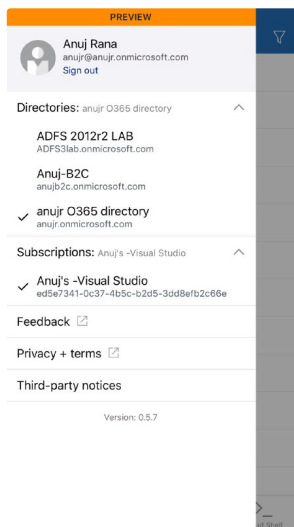 PREVIEW
Anuj Rana
anujr@anujr.onmicrosoft.com
Sign out
Directories: anujr O365 directory
ADFS 2012r2 LAB
ADFS3lab.onmicrosoft.com
Anuj-B2C
anujb2c.onmicrosoft.com
anujr O365 directory
anujr.onmicrosoft.com
Subscriptions: Anuj's -Visual Studio
Anuj's -Visual Studio
ed5e7341-0c37-4b5c-b2d5-3dd8efb2c66e
Feedback
Privacy + terms
Third-party notices
Version: 0.5.7
Shell